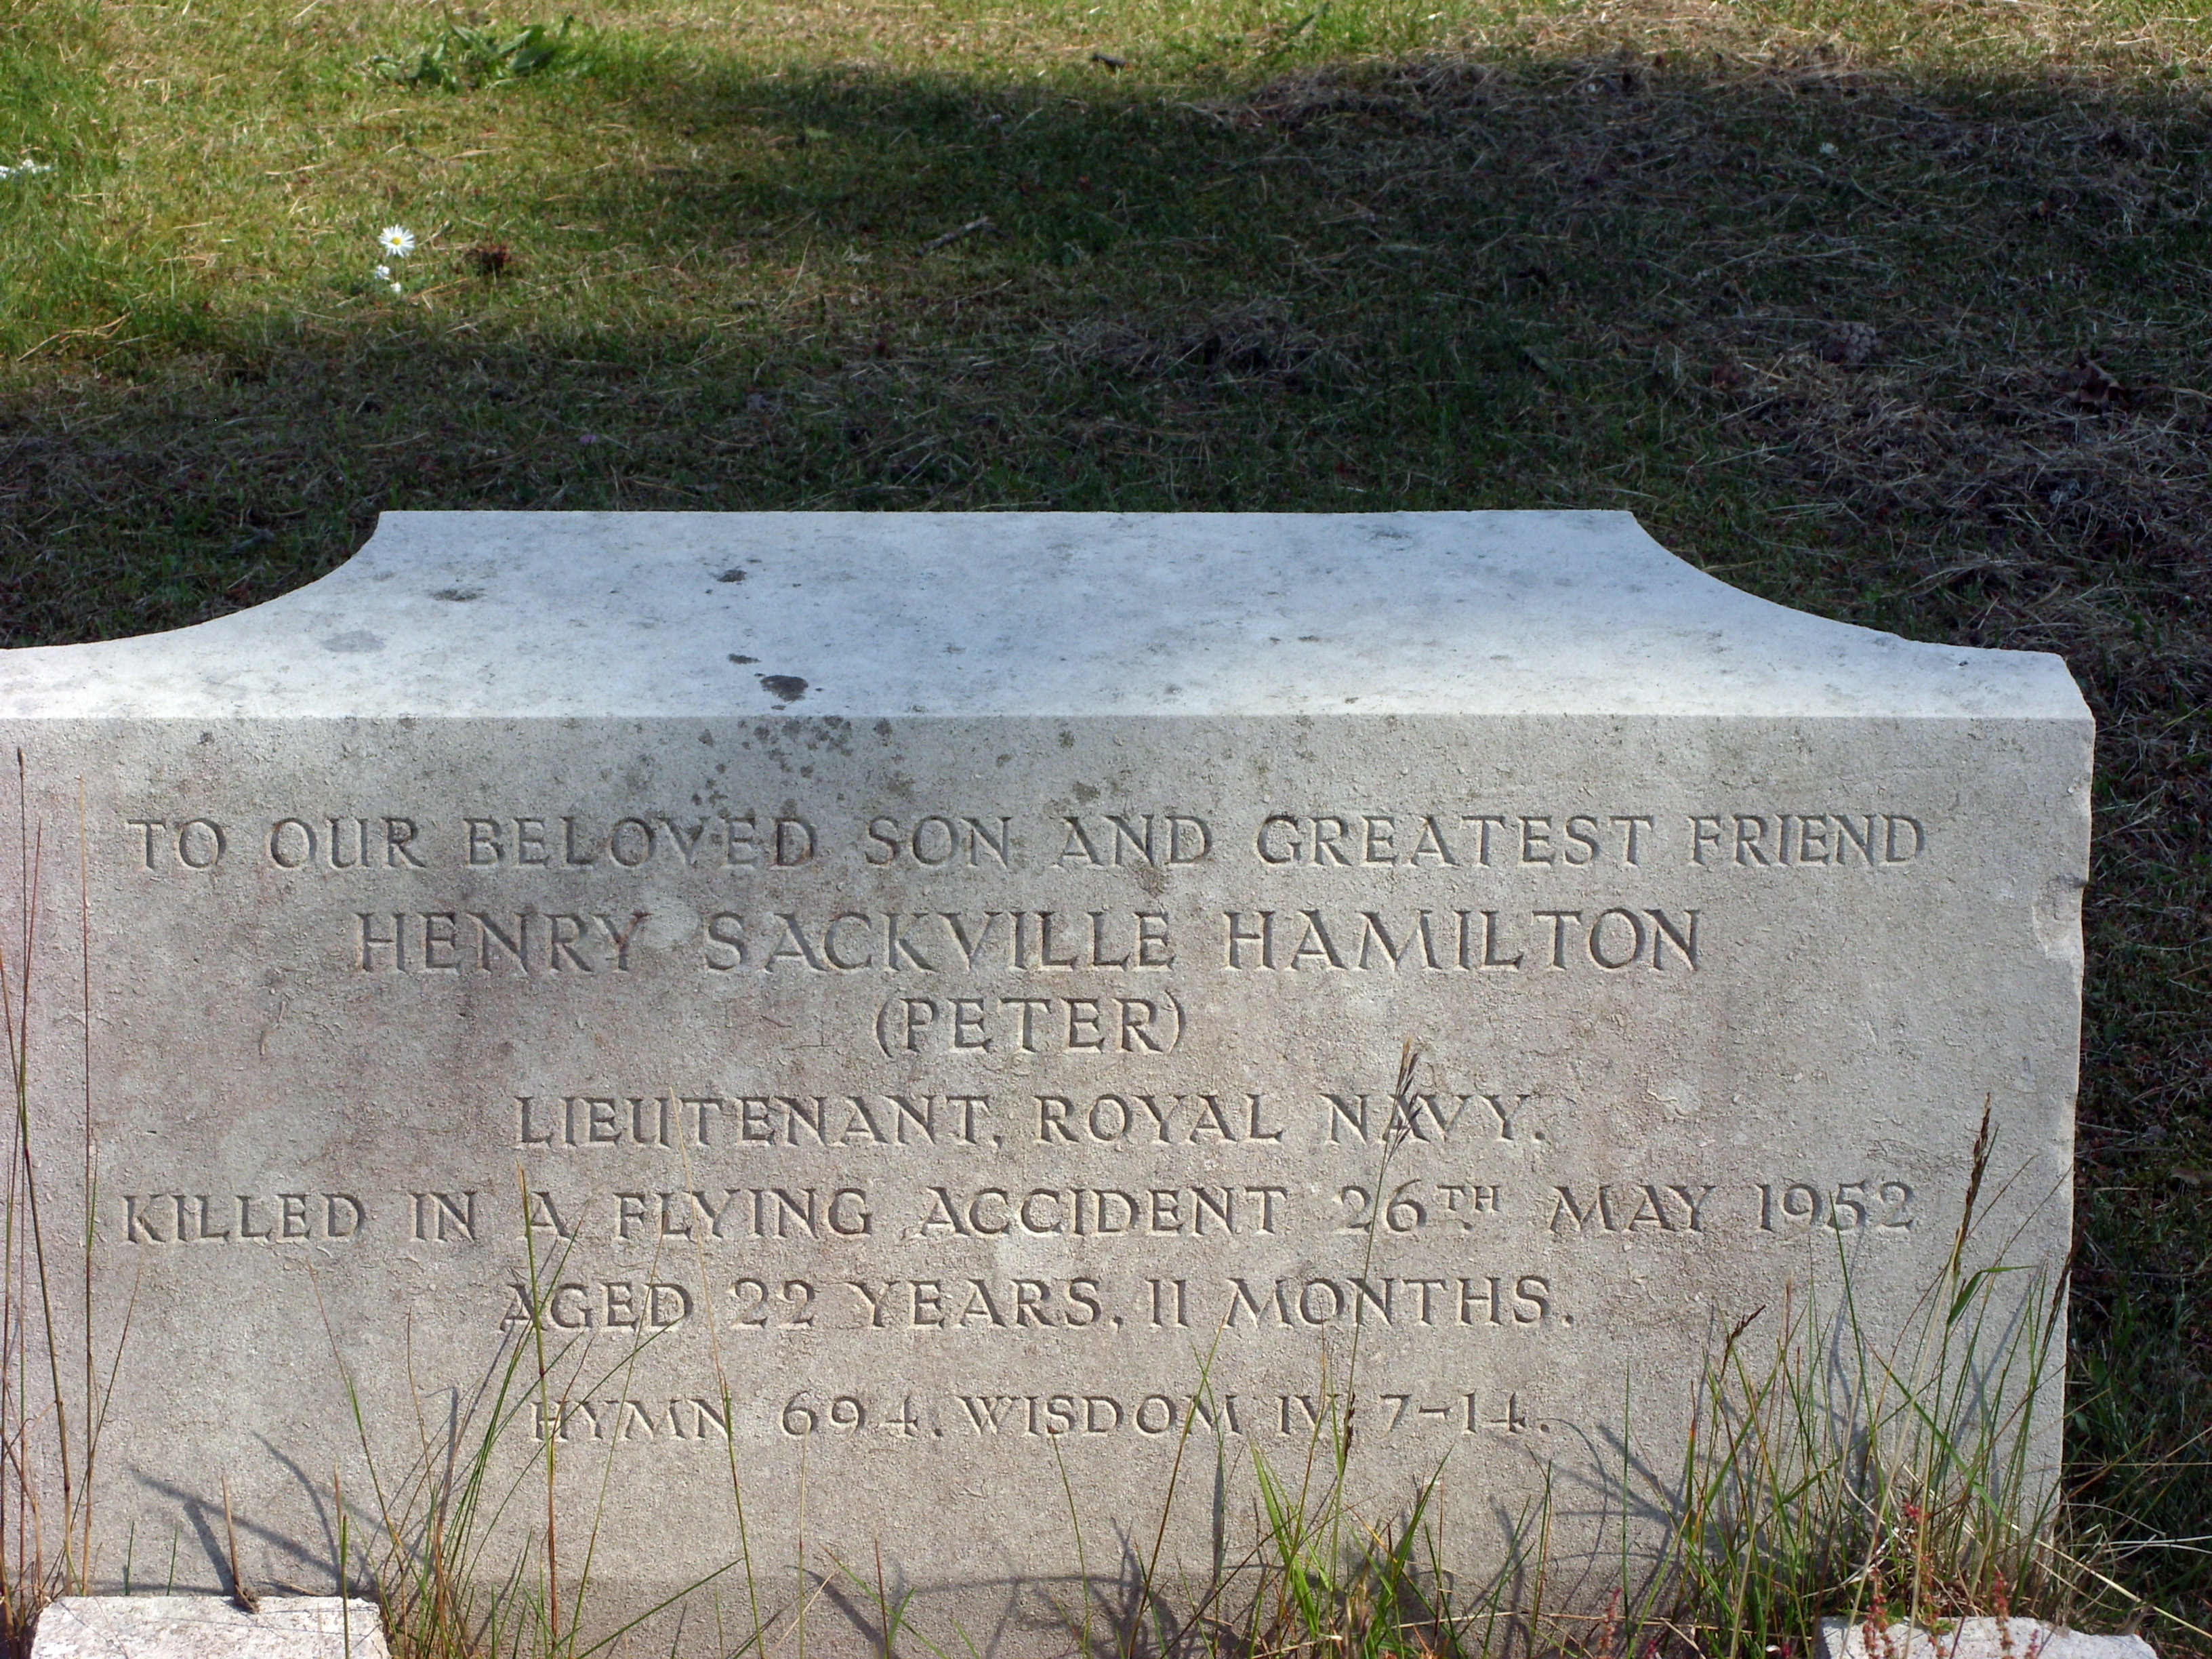 TO OUR BELOVED SON AND GREATEST FRIEND
HENRY SACKVILLE HAMILTON
(PETER)
LIEUTENANT, ROYAL NAVY.
KILLED IN A FLYING ACCIDENT 26TH MAY 1952
AGED 22 YEARS, 11 MONTHS.
HYMN 694. WISDOM IV 7-14.